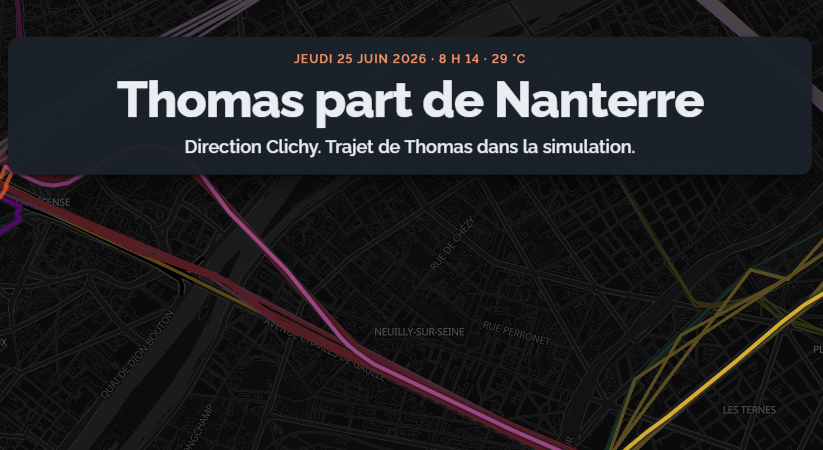 JEUDI 25 JUIN 2026 · 8 H 14 · 29 °C
Thomas part de Nanterre
Direction Clichy. Trajet de Thomas dans la simulation.
RUE DE CHÉZY
NEUILLY-SUR-SEINE
RUE PERRONET
AVENUE CHARLES DE GAULLE
QUAI DE DION BOUTON
LES TERNES